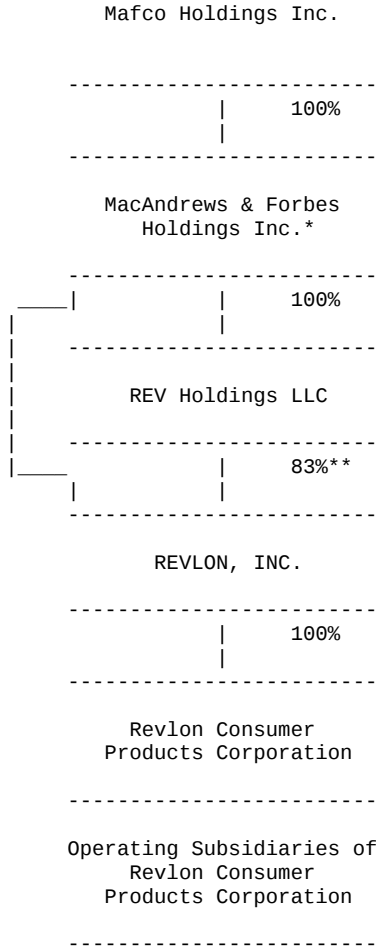 Mafco Holdings Inc.
100%
MacAndrews & Forbes
Holdings Inc.*
100%
REV Holdings LLC
83%**
REVLON, INC.
100%
Revlon Consumer
Products Corporation
Operating Subsidiaries of
Revlon Consumer
Products Corporation